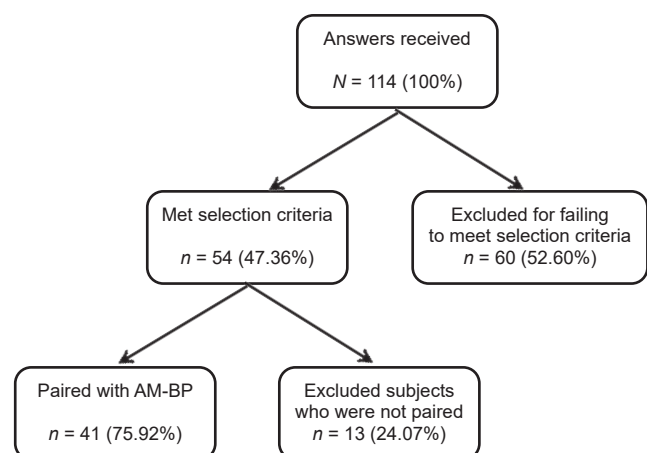 Answers received
N = 114 (100%)
Met selection criteria
n = 54 (47.36%)
Excluded for failing
to meet selection criteria
n = 60 (52.60%)
Paired with AM-BP
n = 41 (75.92%)
Excluded subjects
who were not paired
n = 13 (24.07%)